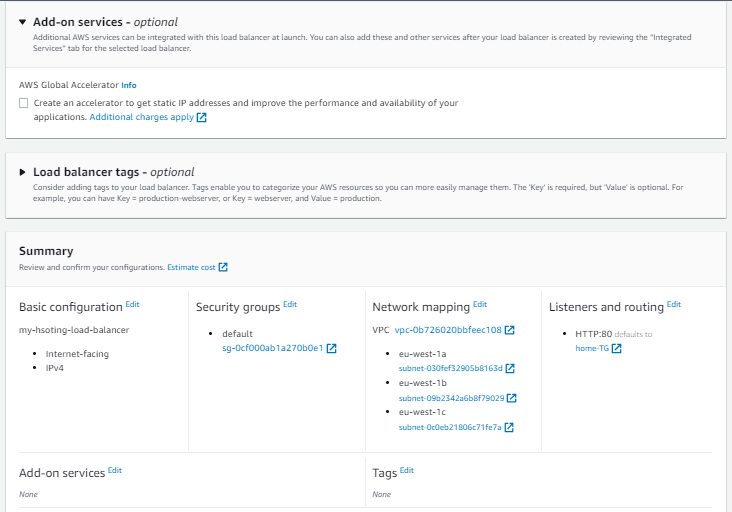 Add-on services - optional
Additional AWS services can be integrated with this load balancer at launch. You can also add these and other services after your load balancer is created by reviewing the "Integrated
Services" tab for the selected load balancer.
AWS Global Accelerator Info
Create an accelerator to get static IP addresses and improve the performance and availability of your
applications. Additional charges apply
Load balancer tags - optional
Consider adding tags to your load balancer. Tags enable you to categorize your AWS resources so you can more easily manage them. The 'Key' is required, but 'Value' is optional. For
example, you can have Key = production-webserver, or Key = webserver, and Value = production.
Summary
Review and confirm your configurations. Estimate cost
Basic configuration Edit
my-hsoting-load-balancer
Internet-facing
IPv4
Security groups Edit
default
sg-0cf000ab1a270b0e1
Network mapping Edit
VPC vpc-0b726020bbfeec108
eu-west-1a
subnet-030fef32905b8163d
eu-west-1b
subnet-09b2342a6b8f79029
eu-west-1c
subnet-0c0eb21806c71fe7a
Listeners and routing Edit
HTTP:80 defaults to
home-TG
Add-on services Edit
None
Tags Edit
None